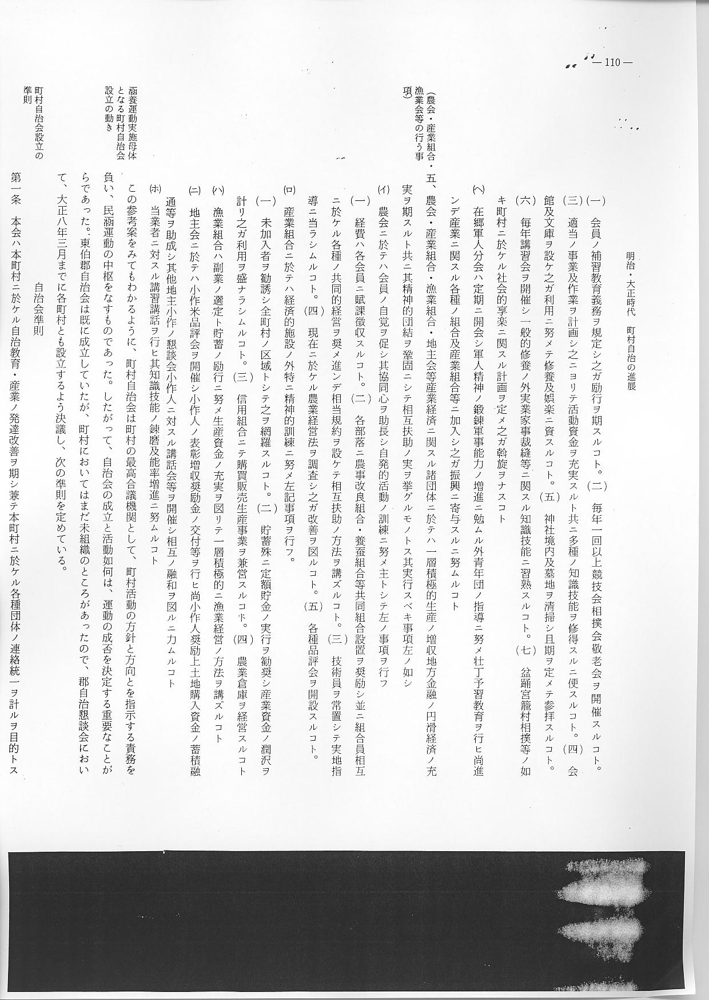 —110—
明治・大正時代　町村自治の進展
(一)　会員ノ補習教育義務ヲ規定シ之ガ励行ヲ期スルコト。(二)　毎年一回以上競技会相撲会敬老会ヲ開催スルコト。
(三)　適当ノ事業及作業ヲ計画シ之ニヨリテ活動資金ヲ充実スルト共ニ多種ノ知識技能ヲ修得スルニ便スルコト。(四)　会
館及文庫ヲ設ケ之ガ利用ニ努メテ修養及娯楽ニ資スルコト。(五)　神社境内及墓地ヲ清掃シ且期ヲ定メテ参拝スルコト。
(六)　毎年講習会ヲ開催シ一般的修養ノ外実業家事裁縫等ニ関スル知識技能ニ習熟スルコト。(七)　盆踊宮籠村相撲等ノ如
キ町村ニ於ケル社会的享楽ニ関スル計画ヲ定メ之ガ斡旋ヲナスコト
(ヘ)　在郷軍人分会ハ定期ニ開会シ軍人精神ノ鍛錬軍事能力ノ増進ニ勉ムル外青年団ノ指導ニ努メ壮丁予習教育ヲ行ヒ尚進
ンデ産業ニ関スル各種ノ組合及産業組合等ニ加入シ之ガ振興ニ寄与スルニ努ムルコト
(農会・産業組合・
漁業会等の行う事
項)
五、農会・産業組合・漁業組合・地主会等産業経済ニ関スル諸団体ニ於テハ一層積極的生産ノ増収地方金融ノ円滑経済ノ充
実ヲ期スルト共ニ其精神的団結ヲ鞏固ニシテ相互扶助ノ実ヲ挙グルモノトス其実行スベキ事項左ノ如シ
(イ)　農会ニ於テハ会員ノ自覚ヲ促シ其協同心ヲ助長シ自発的活動ノ訓練ニ努メ主トシテ左ノ事項ヲ行フ
(一)　経費ハ各会員ニ賦課徴収スルコト。(二)　各部落ニ農事改良組合・養蚕組合等共同組合設置ヲ奨励シ並ニ組合員相互
ニ於ケル各種ノ共同的経営ヲ奨メ進ンデ相当規約ヲ設ケテ相互扶助ノ方法ヲ講ズルコト。(三)　技術員ヲ常置シテ実地指
導ニ当ラシムルコト。(四)　現在ニ於ケル農業経営法ヲ調査シ之ガ改善ヲ図ルコト。(五)　各種品評会ヲ開設スルコト。
(ロ)　産業組合ニ於テハ経済的施設ノ外特ニ精神的訓練ニ努メ左記事項ヲ行フ。
(一)　未加入者ヲ勧誘シ全町村ノ区域トシテ之ヲ網羅スルコト。(二)　貯蓄殊ニ定額貯金ノ実行ヲ勧奨シ産業資金ノ潤沢ヲ
計リ之ガ利用ヲ盛ナラシムルコト。(三)　信用組合ニテ購買販売生産事業ヲ兼営スルコト。(四)　農業倉庫ヲ経営スルコト
(ハ)　漁業組合ハ副業ノ選定ト貯蓄ノ励行ニ努メ生産資金ノ充実ヲ図リテ一層積極的ニ漁業経営ノ方法ヲ講ズルコト
(ニ)　地主会ニ於テハ小作米品評会ヲ開催シ小作人ノ表彰増収奨励金ノ交付等ヲ行ヒ尚小作人奨励上土地購入資金ノ蓄積融
通等ヲ助成シ其他地主小作ノ懇談会小作人ニ対スル講話会等ヲ開催シ相互ノ融和ヲ図ルニ力ムルコト
(ホ)　当業者ニ対スル講習講話ヲ行ヒ其知識技能ノ錬磨及能率増進ニ努ムルコト
涵養運動実施母体
となる町村自治会
設立の動き
この参考案をみてもわかるように、町村自治会は町村の最高合議機関として、町村活動の方針と方向とを指示する責務を
負い、民涵運動の中枢をなすものであった。したがって、自治会の成立と活動如何は、運動の成否を決定する重要なことが
らであった。東伯郡自治会は既に成立していたが、町村においてはまだ未組織のところがあったので、郡自治懇談会におい
て、大正八年三月までに各町村とも設立するよう決議し、次の準則を定めている。
町村自治会設立の
準則
自治会準則
第一条　本会ハ本町村ニ於ケル自治教育・産業ノ発達改善ヲ期シ兼テ本町村ニ於ケル各種団体ノ連絡統一ヲ計ルヲ目的トス